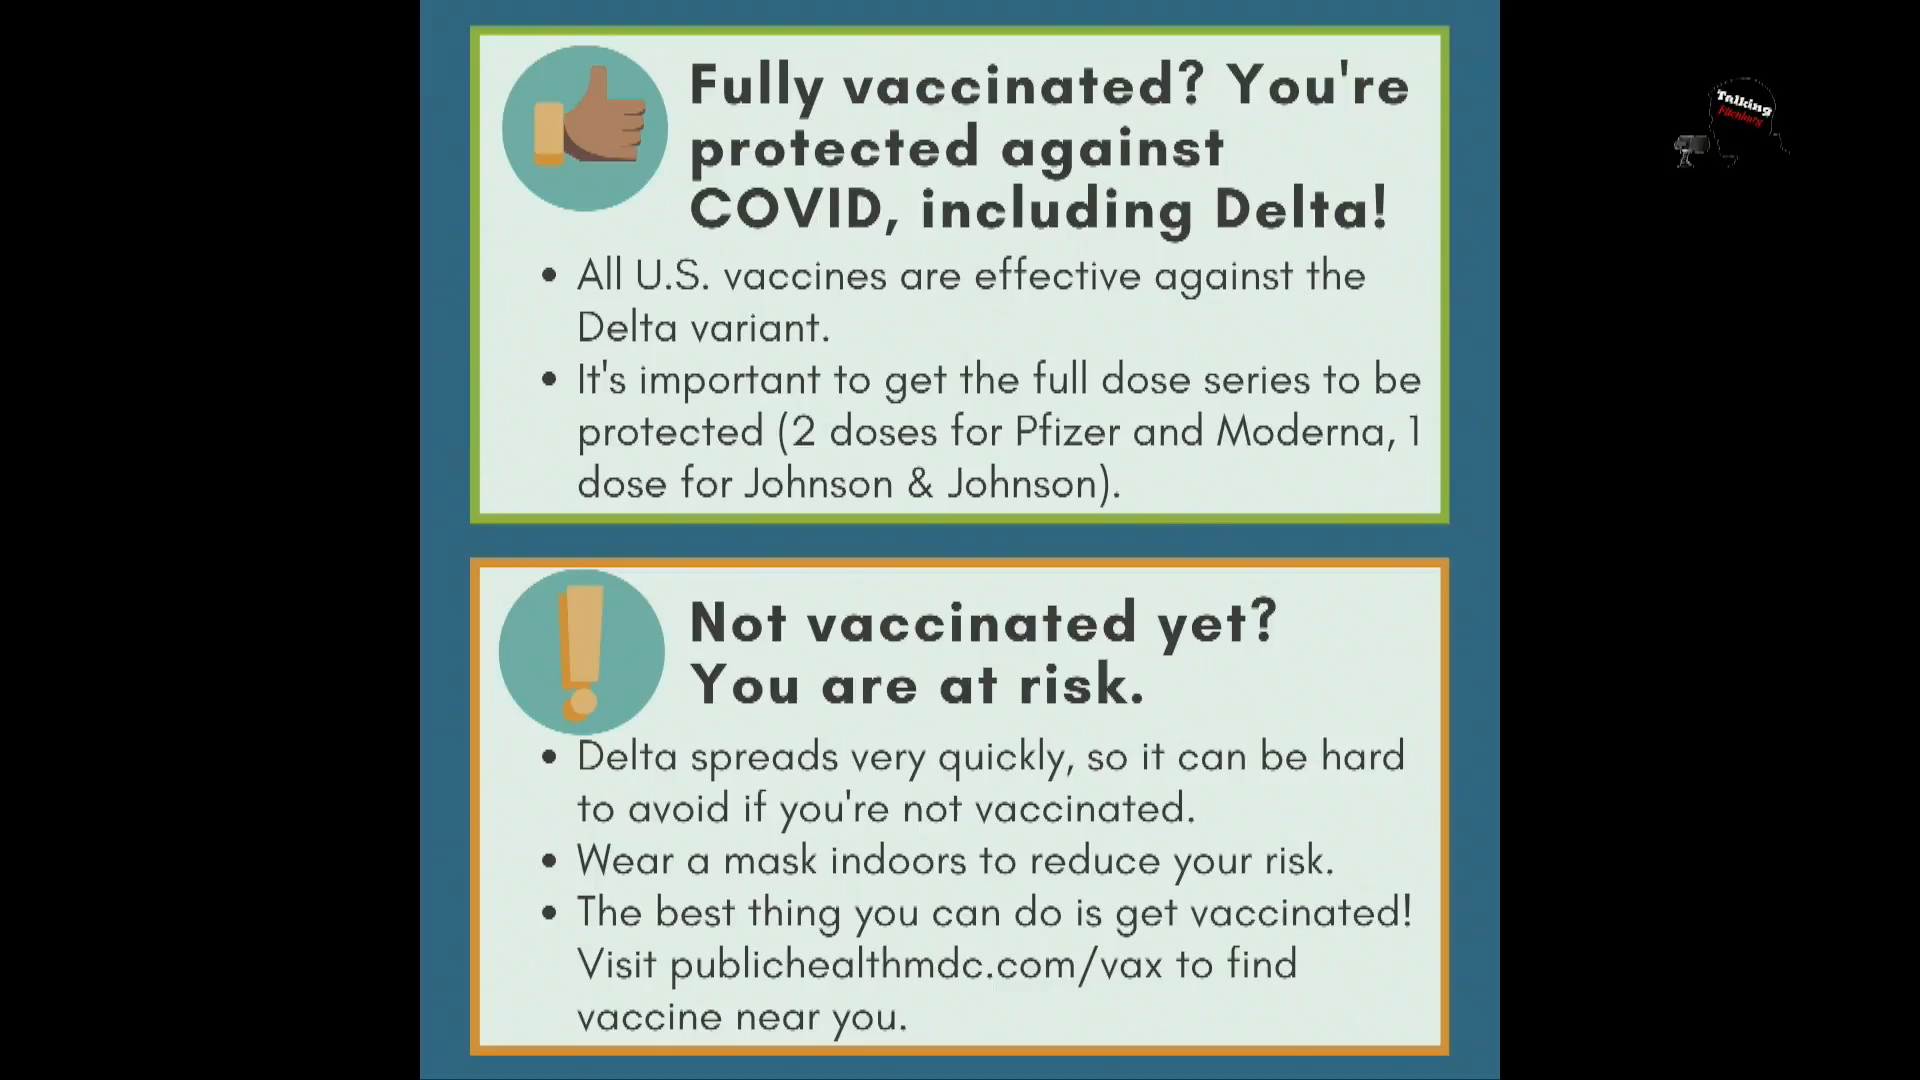 Fully vaccinated? You're
protected against
COVID, including Delta!
• All U.S. vaccines are effective against the
Delta variant.
• It's important to get the full dose series to be
protected (2 doses for Pfizer and Moderna, 1
dose for Johnson & Johnson).
Not vaccinated yet?
You are at risk.
• Delta spreads very quickly, so it can be hard
to avoid if you're not vaccinated.
• Wear a mask indoors to reduce your risk.
• The best thing you can do is get vaccinated!
Visit publichealthmdc.com/vax to find
vaccine near you.
Talking